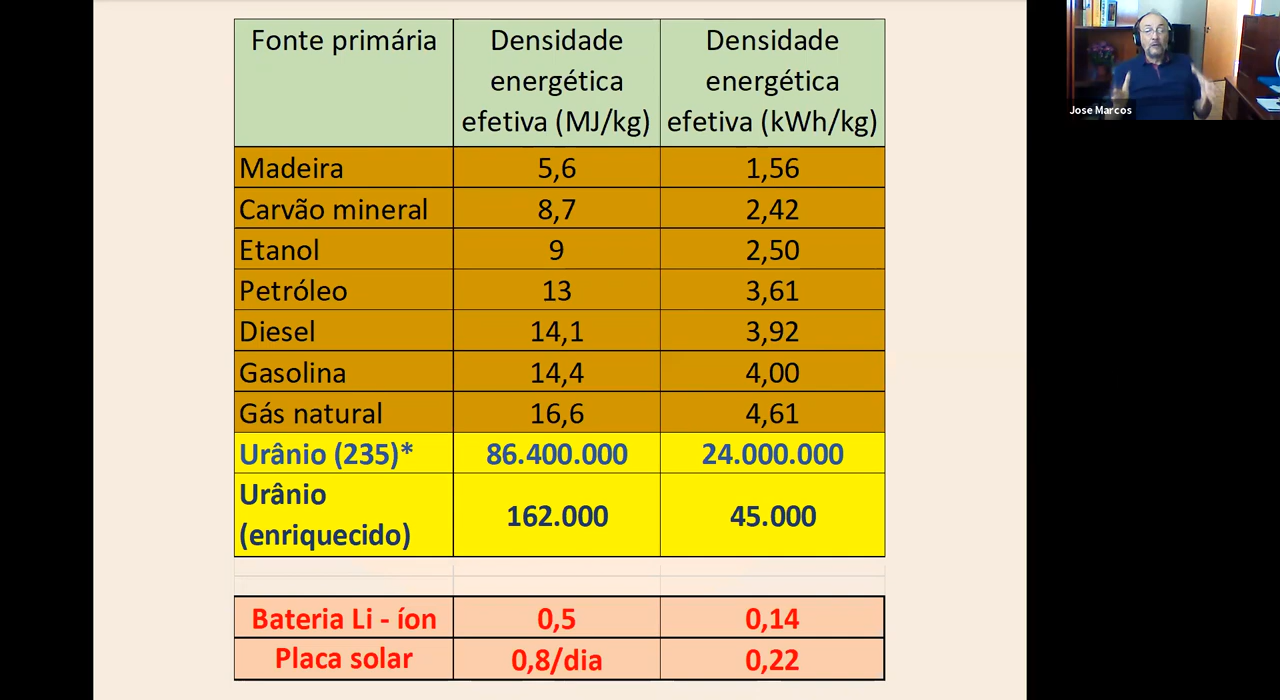 Fonte primária
Densidade
energética
efetiva (MJ/kg)
Densidade
energética
efetiva (kWh/kg)
Madeira 5,6 1,56
Carvão mineral 8,7 2,42
Etanol 9 2,50
Petróleo 13 3,61
Diesel 14,1 3,92
Gasolina 14,4 4,00
Gás natural 16,6 4,61
Urânio (235)* 86.400.000 24.000.000
Urânio
(enriquecido) 162.000 45.000
Bateria Li - íon 0,5 0,14
Placa solar 0,8/dia 0,22
Jose Marcos